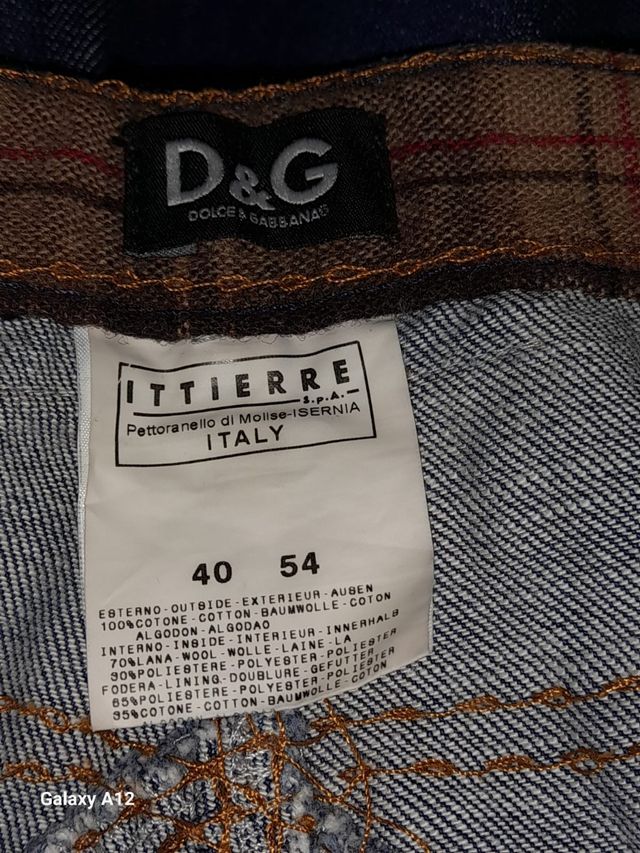 D&G
DOLCE & GABBANA
ITTIERRE
S.p.A.
Pettoranello di Molise-ISERNIA
ITALY
40 54
ESTERNO-OUTSIDE-EXTERIEUR-AUSEN
100%COTONE-COTTON-BAUMWOLLE-COTON
ALGODON-ALGODAO
INTERNO-INSIDE-INTERIEUR-INNERHALB
70%LANA-WOOL-WOLLE-LAINE-LA
30%POLIESTERE-POLYESTER-POLIESTER
FODERA-LINING-DOUBLURE-GEFUTTER
65%POLIESTERE-POLYESTER-POLIESTER
35%COTONE-COTTON-BAUMWOLLE-COTON
Galaxy A12